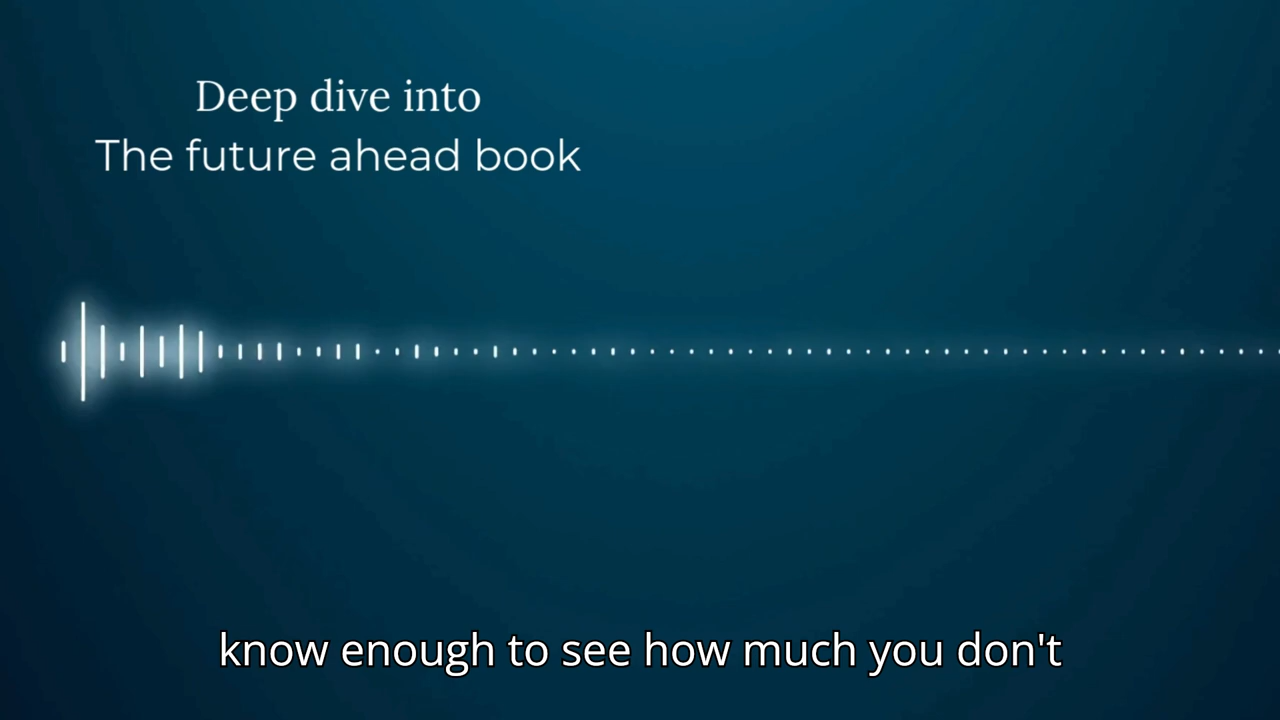 Deep dive into
The future ahead book
know enough to see how much you don't